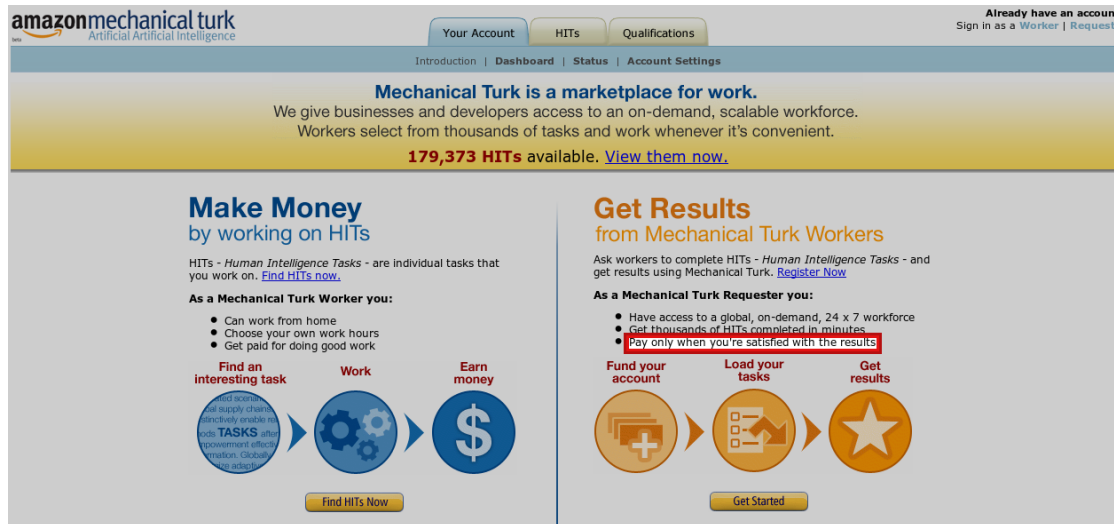 amazonmechanical turk
beta
Artificial Artificial Intelligence
Your Account
HITs
Qualifications
Already have an
Sign in as a Worker |
Introduction | Dashboard | Status | Account Settings
Mechanical Turk is a marketplace for work.
We give businesses and developers access to an on-demand, scalable workforce.
Workers select from thousands of tasks and work whenever it's convenient.
179,373 HITs available. View them now.
Make Money
by working on HITs
HITs - Human Intelligence Tasks - are individual tasks that
you work on. Find HITs now.
As a Mechanical Turk Worker you:
• Can work from home
• Choose your own work hours
• Get paid for doing good work
Find an
interesting task
Work
Earn
money
TASKS
$
Find HITs Now
Get Results
from Mechanical Turk Workers
Ask workers to complete HITs - Human Intelligence Tasks - and
get results using Mechanical Turk. Register Now
As a Mechanical Turk Requester you:
• Have access to a global, on-demand, 24 x 7 workforce
• Get thousands of HITs completed in minutes
• Pay only when you're satisfied with the results
Fund your
account
Load your
tasks
Get
results
Get Started